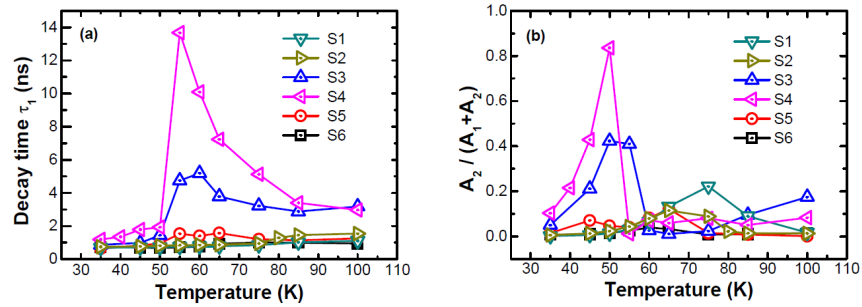 (a)
Decay time τ1 (ns)
14
12
10
8
6
4
2
0
S1
S2
S3
S4
S5
S6
30 40 50 60 70 80 90 100 110
Temperature (K)
(b)
A2 / (A1+A2)
1.0
0.8
0.6
0.4
0.2
0.0
S1
S2
S3
S4
S5
S6
30 40 50 60 70 80 90 100 110
Temperature (K)